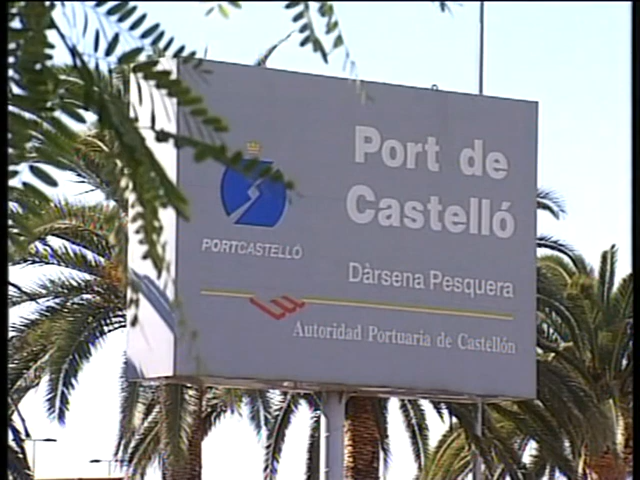 Port de
Castelló
PORTCASTELLÓ
Dàrsena Pesquera
Autoridad Portuaria de Castellón